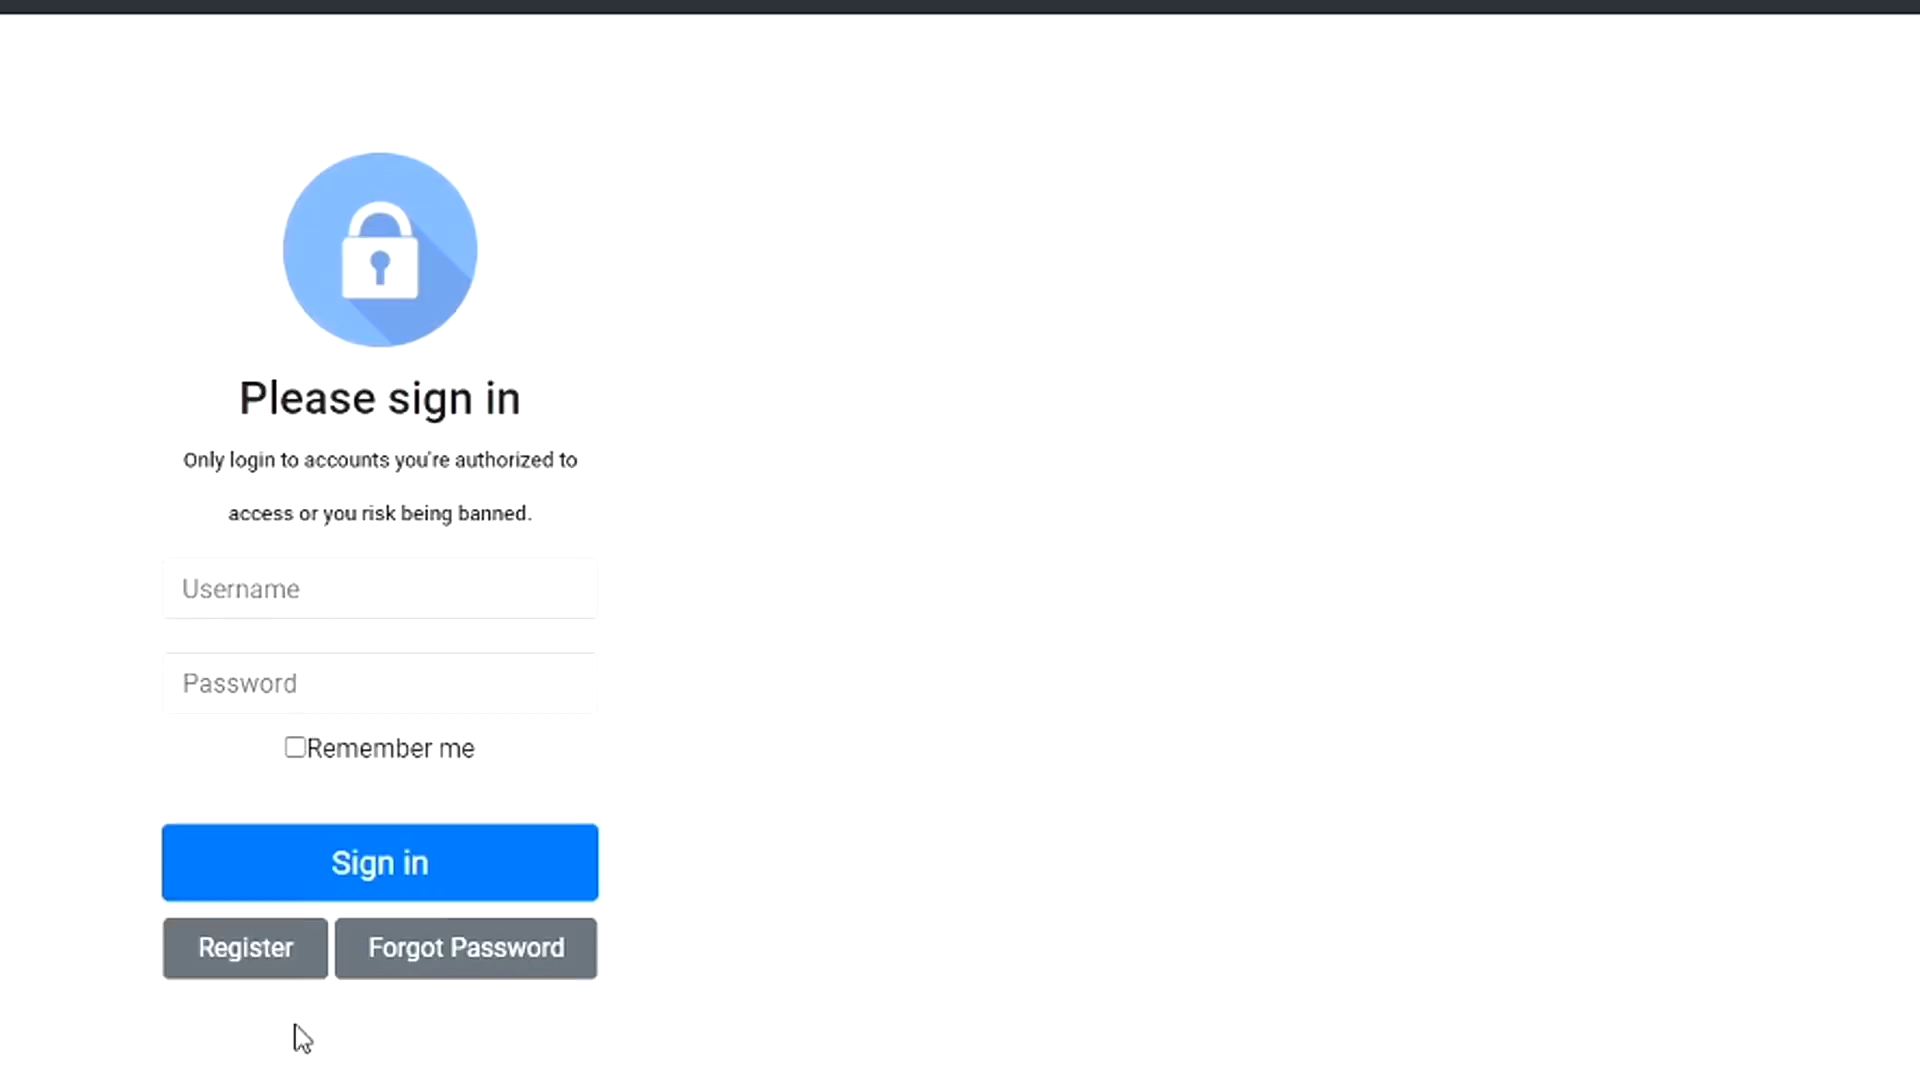 Please sign in
Only login to accounts you're authorized to
access or you risk being banned.
Username
Password
Remember me
Sign in
Register Forgot Password